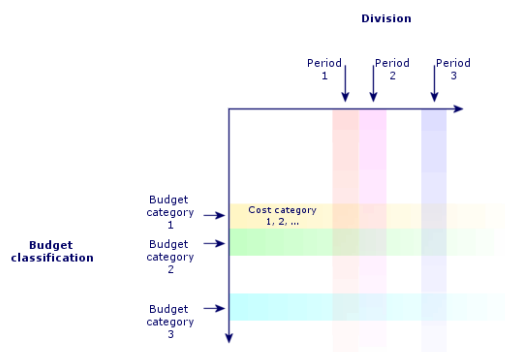 Division
Period
1
Period
2
Period
3
Budget
category
1
Cost category
1, 2, ...
Budget
classification
Budget
category
2
Budget
category
3